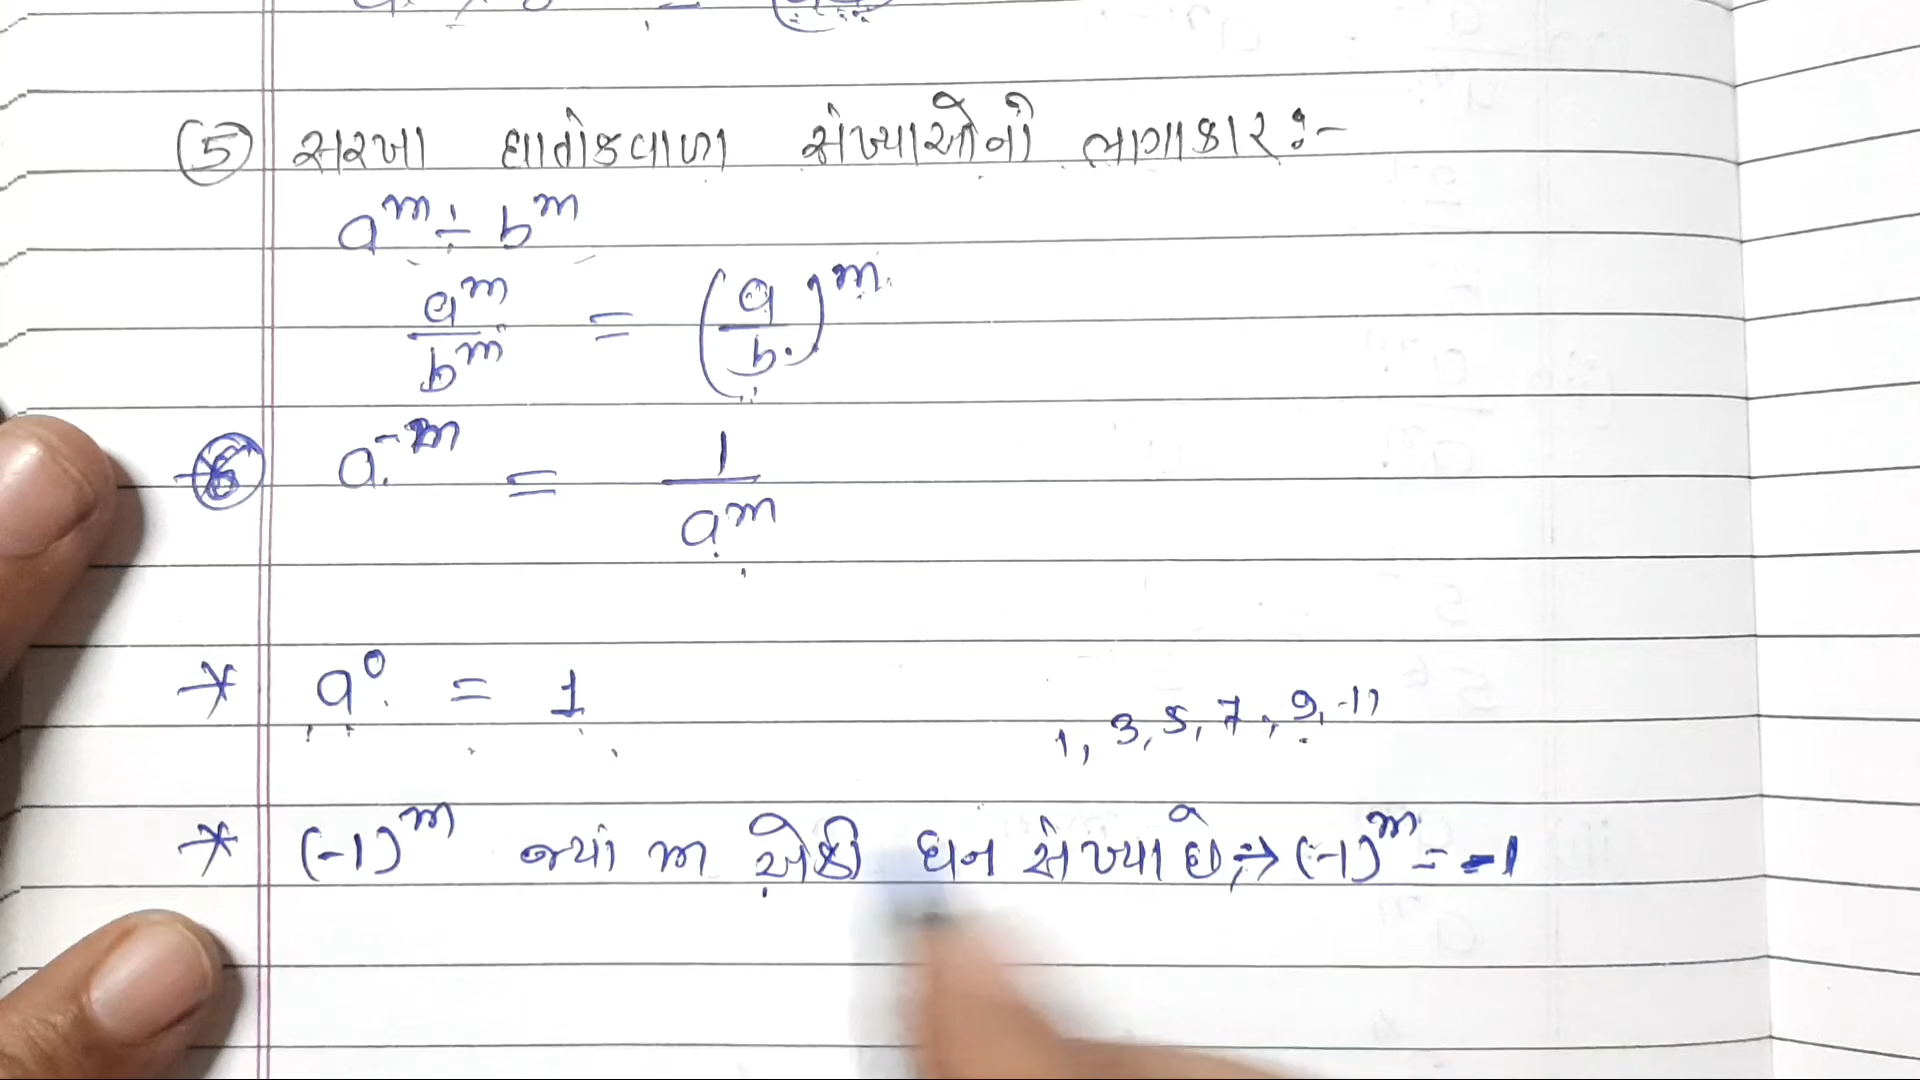 (5) સરખા ઘાતાંકવાળા સંખ્યાઓનો ભાગાકાર :-
a^m ÷ b^m
a^m / b^m = (a/b)^m
6 a^-m = 1 / a^m
* a^0 = 1
1, 3, 5, 7, 9, 11
* (-1)^m જ્યાં m એકી ધન સંખ્યા છે → (-1)^m = -1